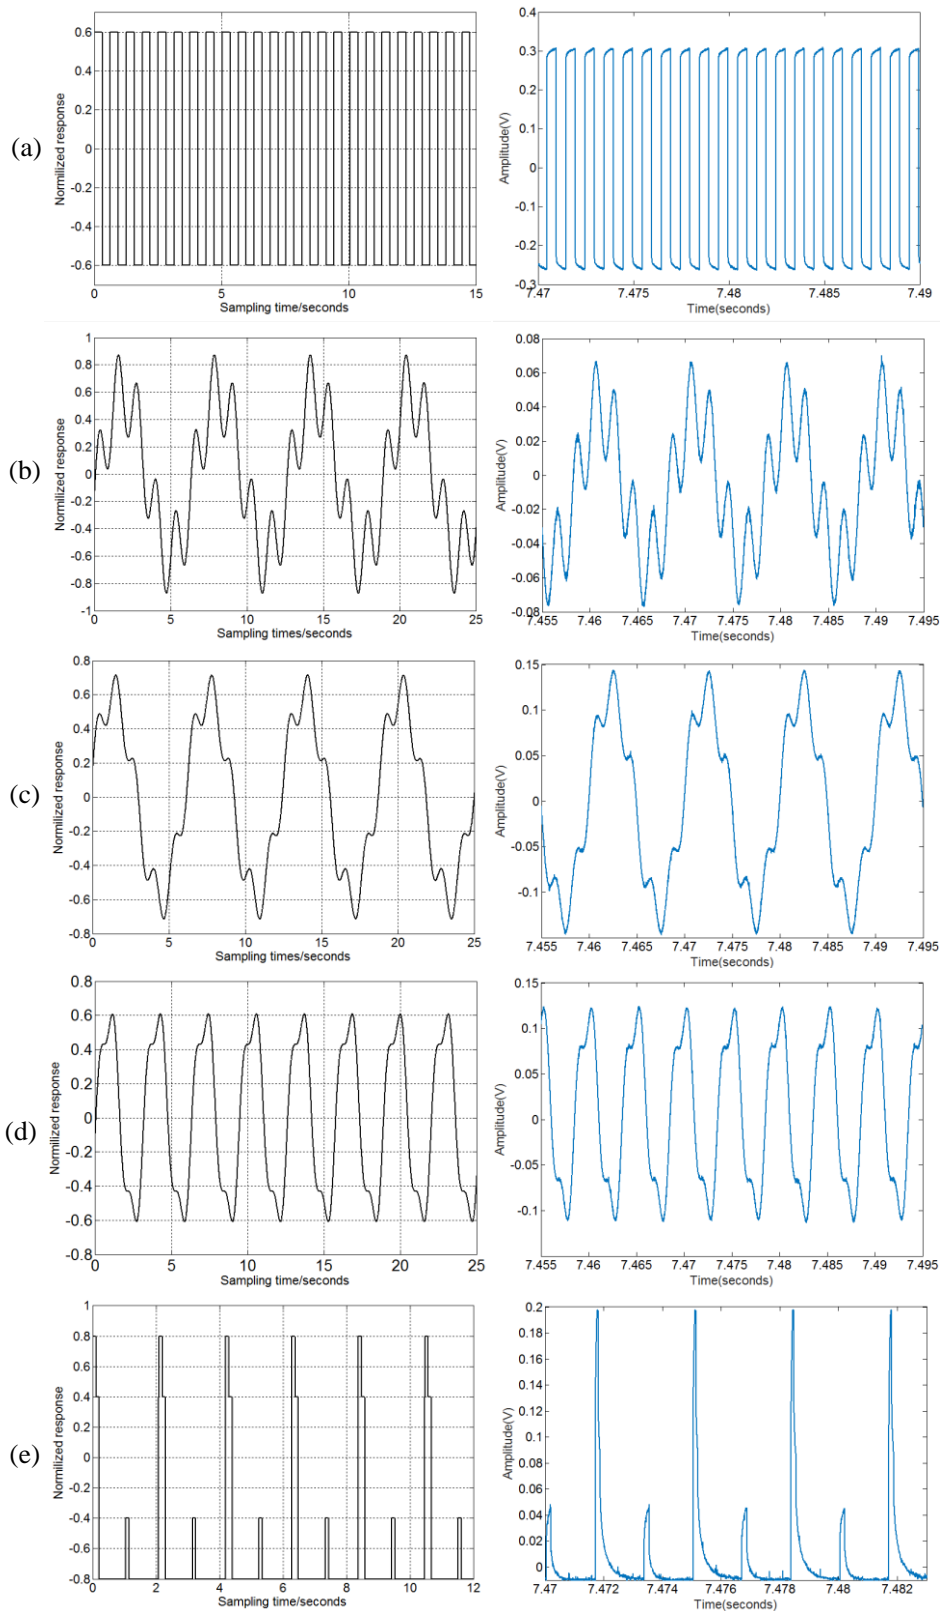 (a)
Normilized response
0.6
0.4
0.2
0
-0.2
-0.4
-0.6
0 5 10 15
Sampling time/seconds
Amplitude(V)
0.4
0.3
0.2
0.1
0
-0.1
-0.2
-0.3
7.47 7.475 7.48 7.485 7.49
Time(seconds)
(b)
Normilized response
1
0.8
0.6
0.4
0.2
0
-0.2
-0.4
-0.6
-0.8
-1
0 5 10 15 20 25
Sampling times/seconds
Amplitude(V)
0.08
0.06
0.04
0.02
0
-0.02
-0.04
-0.06
-0.08
7.455 7.46 7.465 7.47 7.475 7.48 7.485 7.49 7.495
Time(seconds)
(c)
Normilized response
0.8
0.6
0.4
0.2
0
-0.2
-0.4
-0.6
-0.8
0 5 10 15 20 25
Sampling times/seconds
Amplitude(V)
0.15
0.1
0.05
0
-0.05
-0.1
7.455 7.46 7.465 7.47 7.475 7.48 7.485 7.49 7.495
Time(seconds)
(d)
Normilized response
0.8
0.6
0.4
0.2
0
-0.2
-0.4
-0.6
-0.8
0 5 10 15 20 25
Sampling time/seconds
Amplitude(V)
0.15
0.1
0.05
0
-0.05
-0.1
7.455 7.46 7.465 7.47 7.475 7.48 7.485 7.49 7.495
Time(seconds)
(e)
Normilized response
1
0.8
0.6
0.4
0.2
0
-0.2
-0.4
-0.6
-0.8
0 2 4 6 8 10 12
Sampling time/seconds
Amplitude(V)
0.2
0.18
0.16
0.14
0.12
0.1
0.08
0.06
0.04
0.02
0
7.47 7.472 7.474 7.476 7.478 7.48 7.482
Time(seconds)